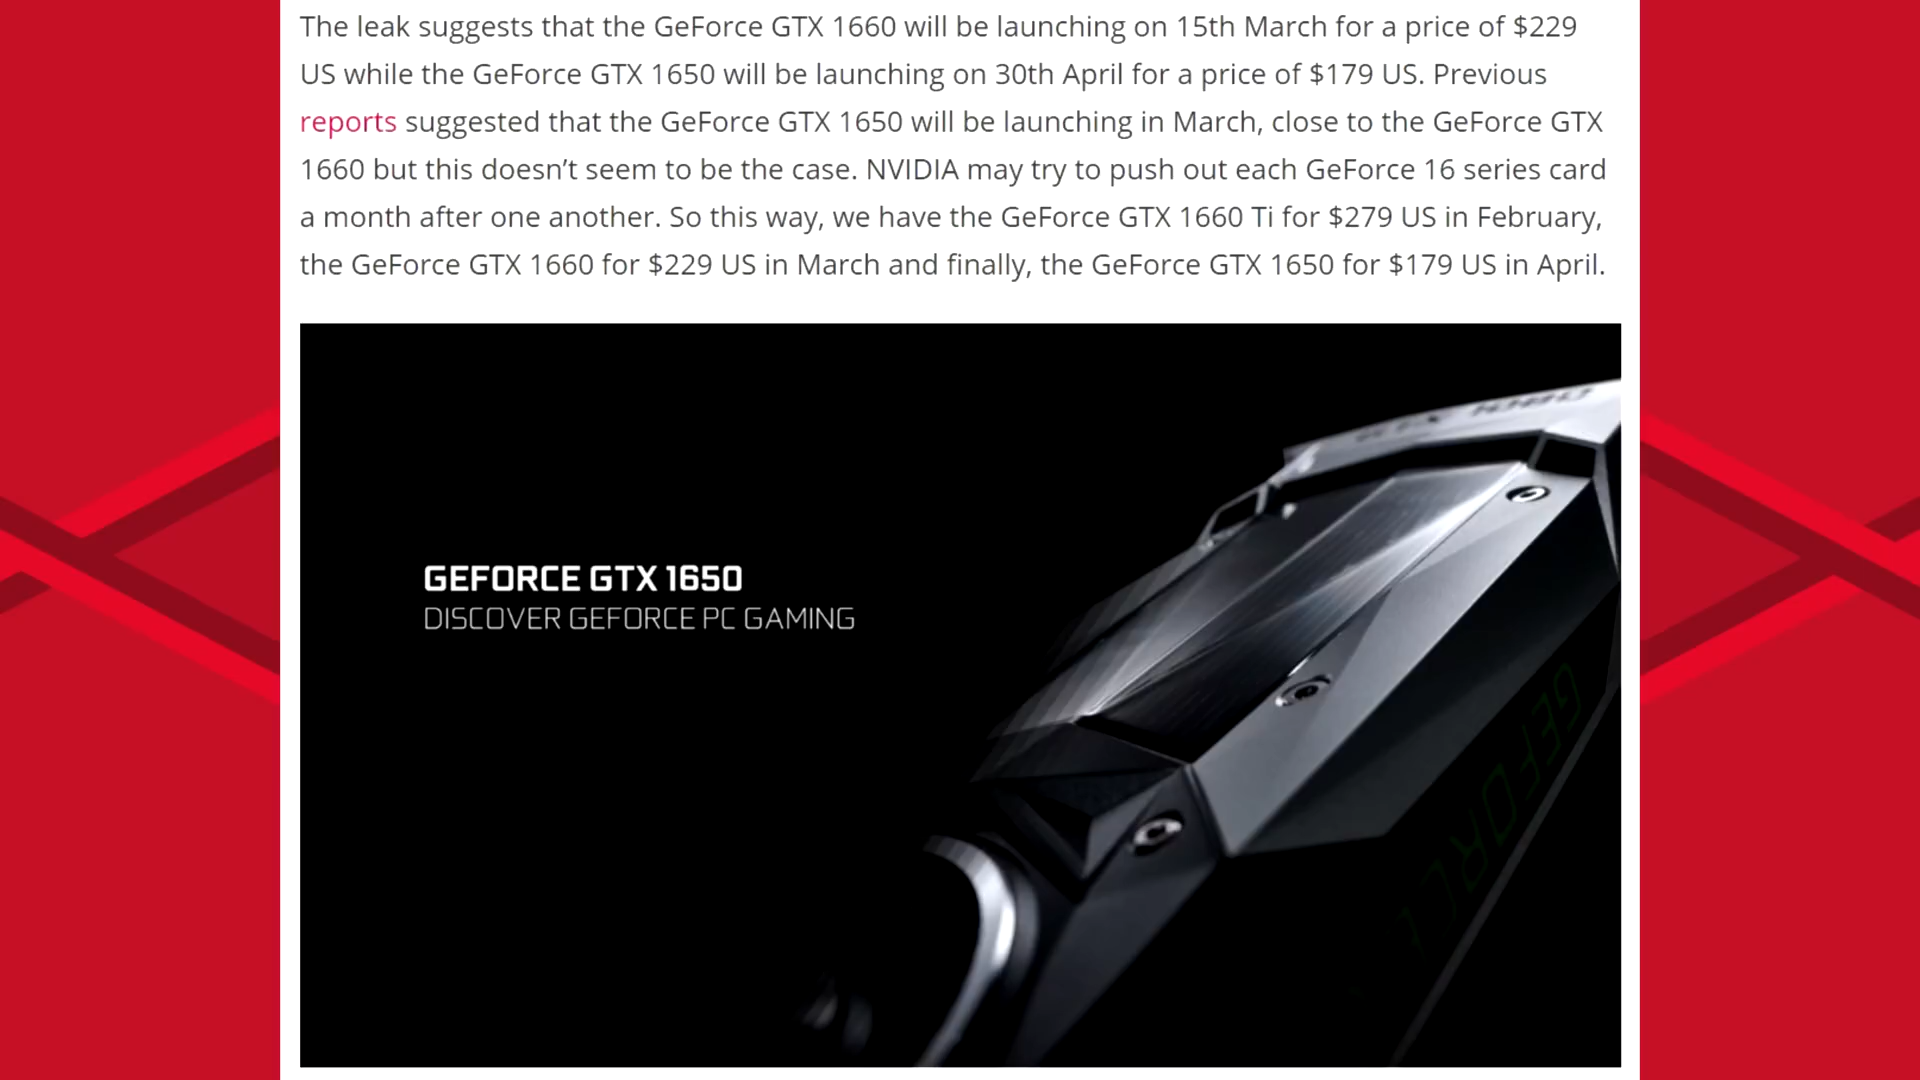 The leak suggests that the GeForce GTX 1660 will be launching on 15th March for a price of $229
US while the GeForce GTX 1650 will be launching on 30th April for a price of $179 US. Previous
reports suggested that the GeForce GTX 1650 will be launching in March, close to the GeForce GTX
1660 but this doesn’t seem to be the case. NVIDIA may try to push out each GeForce 16 series card
a month after one another. So this way, we have the GeForce GTX 1660 Ti for $279 US in February,
the GeForce GTX 1660 for $229 US in March and finally, the GeForce GTX 1650 for $179 US in April.
GTX 1080
GEFORCE GTX 1650
DISCOVER GEFORCE PC GAMING
GEFORCE